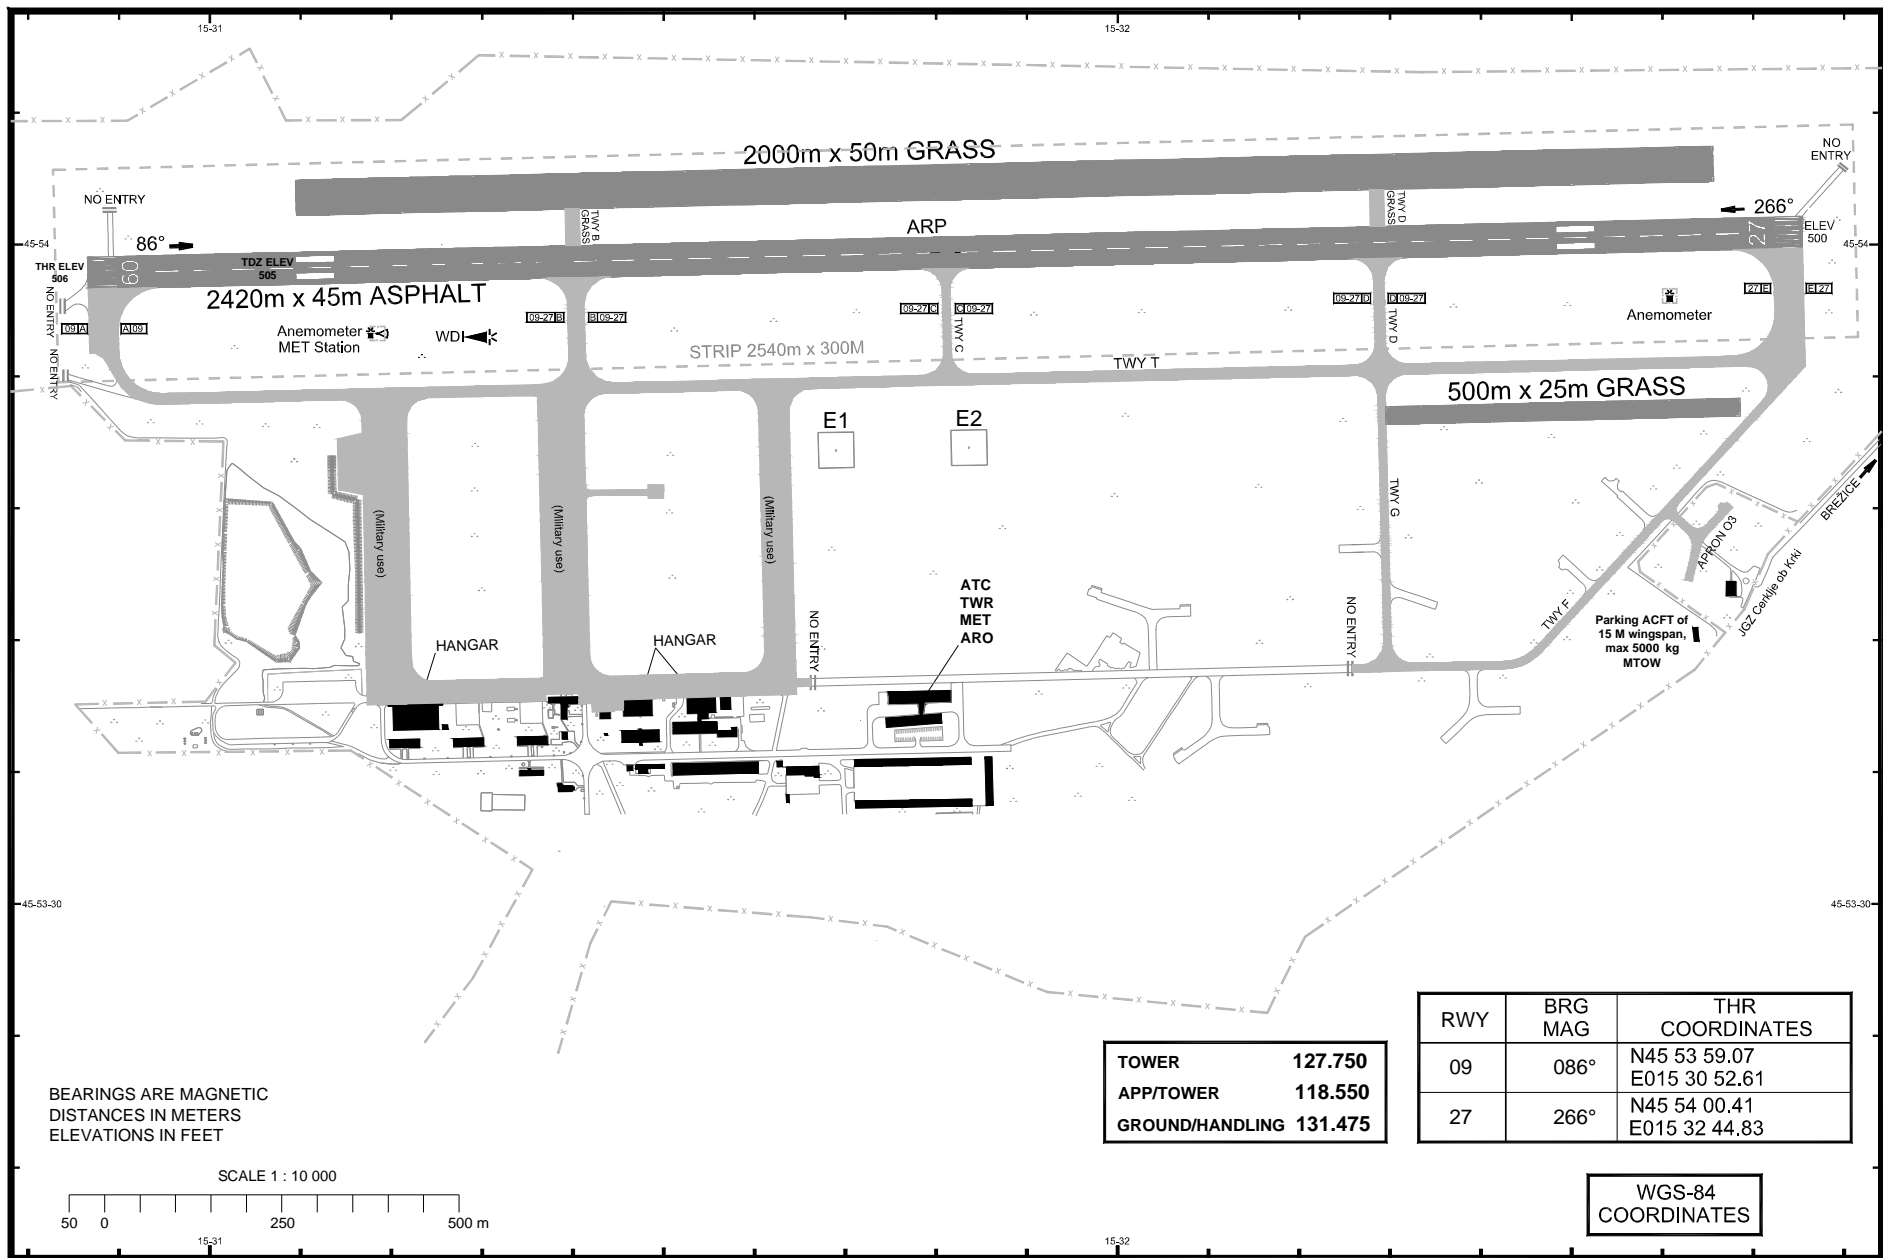 15-31
15-32
2000m x 50m GRASS
NO
ENTRY
NO ENTRY
TWY B
GRASS
TWY D
GRASS
ARP
266°
86°
45-54
45-54
ELEV
500
THR ELEV
506
TDZ ELEV
505
09
27
2420m x 45m ASPHALT
NO ENTRY
09 A
A 09
09-27 B
B 09-27
09-27 C
C 09-27
09-27 D
D 09-27
27 E
E 27
Anemometer
MET Station
WDI
TWY C
TWY D
Anemometer
STRIP 2540m x 300M
TWY T
NO ENTRY
500m x 25m GRASS
E1
E2
(Military use)
(Military use)
(Military use)
TWY G
BREŽICE
APRON O3
JGZ Cerklje ob Krki
TWY F
ATC
TWR
MET
ARO
NO ENTRY
NO ENTRY
Parking ACFT of
15 M wingspan,
max 5000 kg
MTOW
HANGAR
HANGAR
45-53-30
45-53-30
RWY BRG MAG THR COORDINATES
09 086° N45 53 59.07
E015 30 52.61
27 266° N45 54 00.41
E015 32 44.83
TOWER 127.750
APP/TOWER 118.550
GROUND/HANDLING 131.475
BEARINGS ARE MAGNETIC
DISTANCES IN METERS
ELEVATIONS IN FEET
SCALE 1 : 10 000
50 0 250 500 m
WGS-84
COORDINATES
15-31
15-32